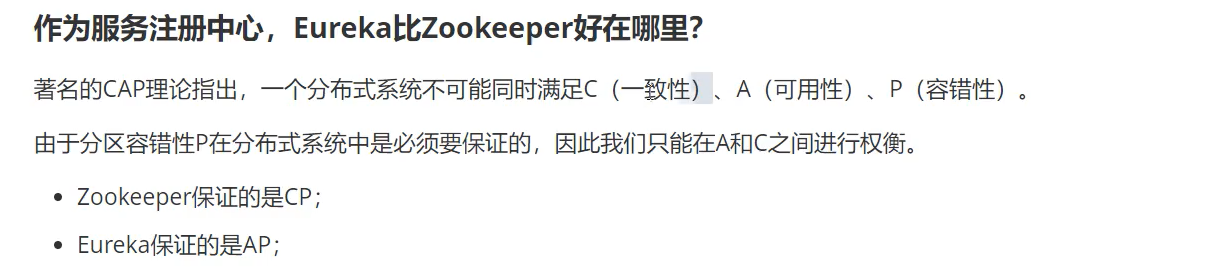 作为服务注册中心，Eureka比Zookeeper好在哪里？
著名的CAP理论指出，一个分布式系统不可能同时满足C（一致性）、A（可用性）、P（容错性）。
由于分区容错性P在分布式系统中是必须要保证的，因此我们只能在A和C之间进行权衡。
• Zookeeper保证的是CP；
• Eureka保证的是AP；